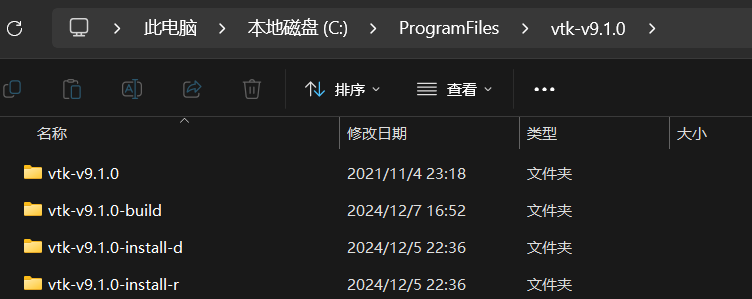 此电脑 > 本地磁盘 (C:) > ProgramFiles > vtk-v9.1.0 >
排序 查看
名称 修改日期 类型 大小
vtk-v9.1.0 2021/11/4 23:18 文件夹
vtk-v9.1.0-build 2024/12/7 16:52 文件夹
vtk-v9.1.0-install-d 2024/12/5 22:36 文件夹
vtk-v9.1.0-install-r 2024/12/5 22:36 文件夹